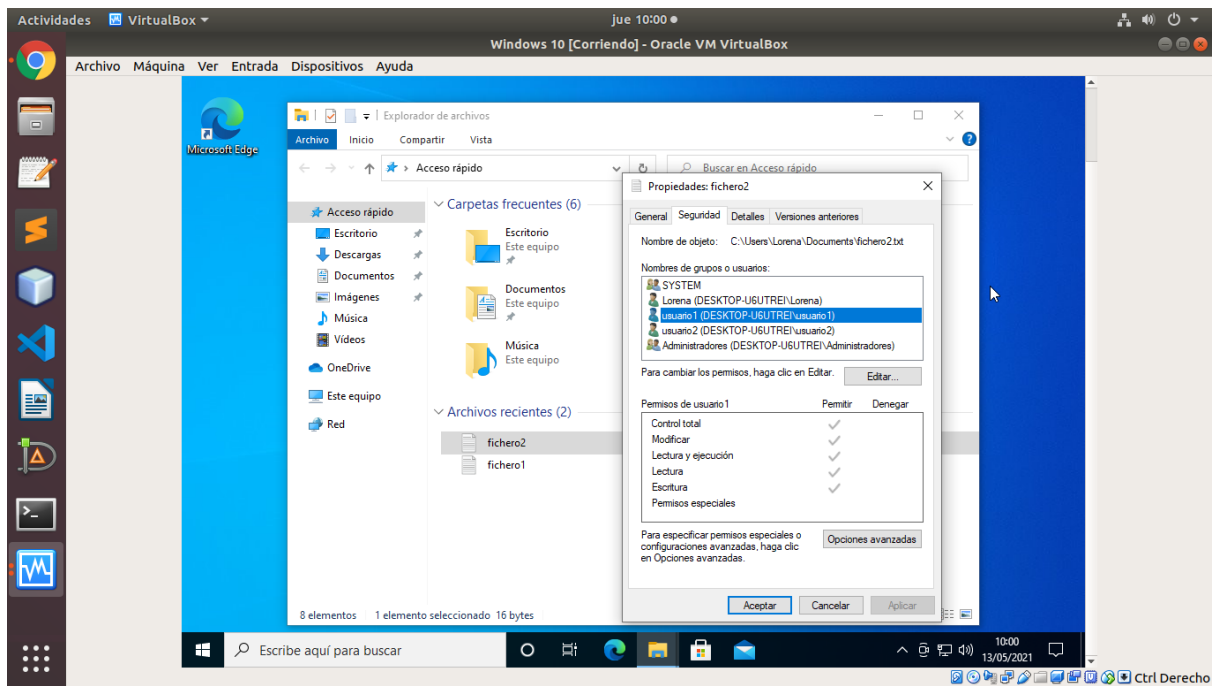 Actividades VirtualBox jue 10:00
Windows 10 [Corriendo] - Oracle VM VirtualBox
Archivo Máquina Ver Entrada Dispositivos Ayuda
Microsoft Edge
Explorador de archivos
Archivo Inicio Compartir Vista
Acceso rápido
Buscar en Acceso rápido
Acceso rápido
Escritorio
Descargas
Documentos
Imágenes
Música
Vídeos
OneDrive
Este equipo
Red
Carpetas frecuentes (6)
Escritorio
Este equipo
Documentos
Este equipo
Música
Este equipo
Archivos recientes (2)
fichero2
fichero1
8 elementos 1 elemento seleccionado 16 bytes
Propiedades: fichero2
General Seguridad Detalles Versiones anteriores
Nombre de objeto: C:\Users\Lorena\Documents\fichero2.txt
Nombres de grupos o usuarios:
SYSTEM
Lorena (DESKTOP-U6UTREI\Lorena)
usuario1 (DESKTOP-U6UTREI\usuario1)
usuario2 (DESKTOP-U6UTREI\usuario2)
Administradores (DESKTOP-U6UTREI\Administradores)
Para cambiar los permisos, haga clic en Editar. Editar...
Permisos de usuario1 Permitir Denegar
Control total
Modificar
Lectura y ejecución
Lectura
Escritura
Permisos especiales
Para especificar permisos especiales o
configuraciones avanzadas, haga clic
en Opciones avanzadas.
Opciones avanzadas
Aceptar Cancelar Aplicar
Escribe aquí para buscar
10:00
13/05/2021
Ctrl Derecho